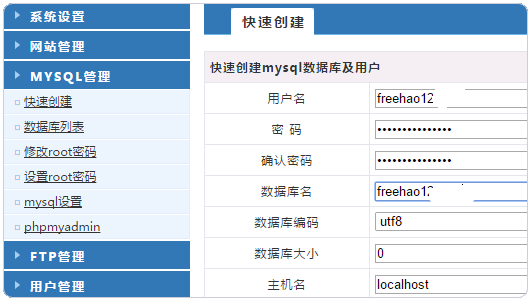 系统设置
网站管理
MYSQL管理
快速创建
数据库列表
修改root密码
设置root密码
mysql设置
phpmyadmin
FTP管理
用户管理
快速创建
快速创建mysql数据库及用户
用户名 freehao12
密 码 •••••••••••••••
确认密码 •••••••••••••••
数据库名 freehao12
数据库编码 utf8
数据库大小 0
主机名 localhost